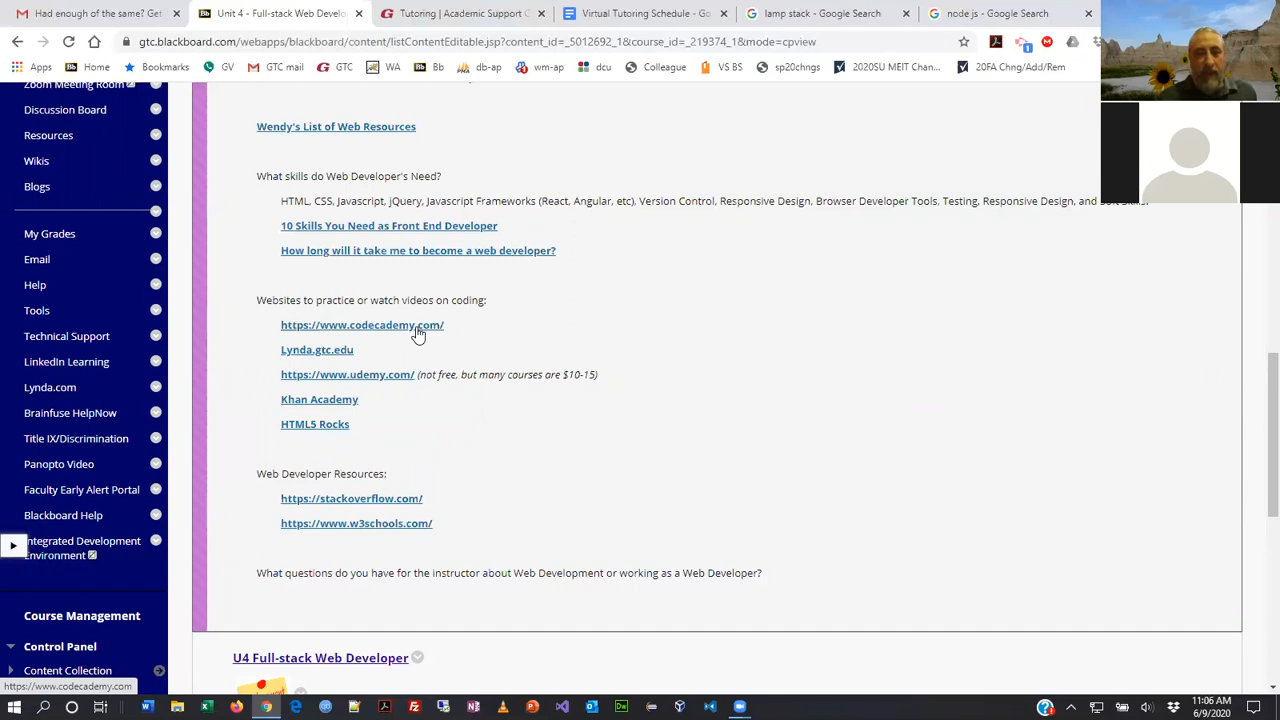 Had enough of the same? Get
Unit 4 - Full-stack Web Develo
Tutoring | Academic Support C
Virtual Tutoring Schedule - Go
lamp stack - Google Search
node js - Google Search
gtc.blackboard.com/webapps/blackboard/content/listContentEditable.jsp?content_id=_5012692_1&course_id=_219374_1&mode=cpview
Apps Home GV GTC mail GTC WA Bb db-ap wm-ap dcu Colleague VS BS sp20chngs 2020SU MEIT Chan... 20FA Chng/Add/Rem
Zoom Meeting Room
Discussion Board
Resources
Wikis
Blogs
My Grades
Email
Help
Tools
Technical Support
LinkedIn Learning
Lynda.com
Brainfuse HelpNow
Title IX/Discrimination
Panopto Video
Faculty Early Alert Portal
Blackboard Help
Integrated Development
Environment
Course Management
Control Panel
Content Collection
https://www.codecademy.com
Wendy's List of Web Resources
What skills do Web Developer's Need?
HTML, CSS, Javascript, jQuery, Javascript Frameworks (React, Angular, etc), Version Control, Responsive Design, Browser Developer Tools, Testing, Responsive Design, and Soft Skills.
10 Skills You Need as Front End Developer
How long will it take me to become a web developer?
Websites to practice or watch videos on coding:
https://www.codecademy.com/
Lynda.gtc.edu
https://www.udemy.com/ (not free, but many courses are $10-15)
Khan Academy
HTML5 Rocks
Web Developer Resources:
https://stackoverflow.com/
https://www.w3schools.com/
What questions do you have for the instructor about Web Development or working as a Web Developer?
U4 Full-stack Web Developer
11:06 AM
6/9/2020